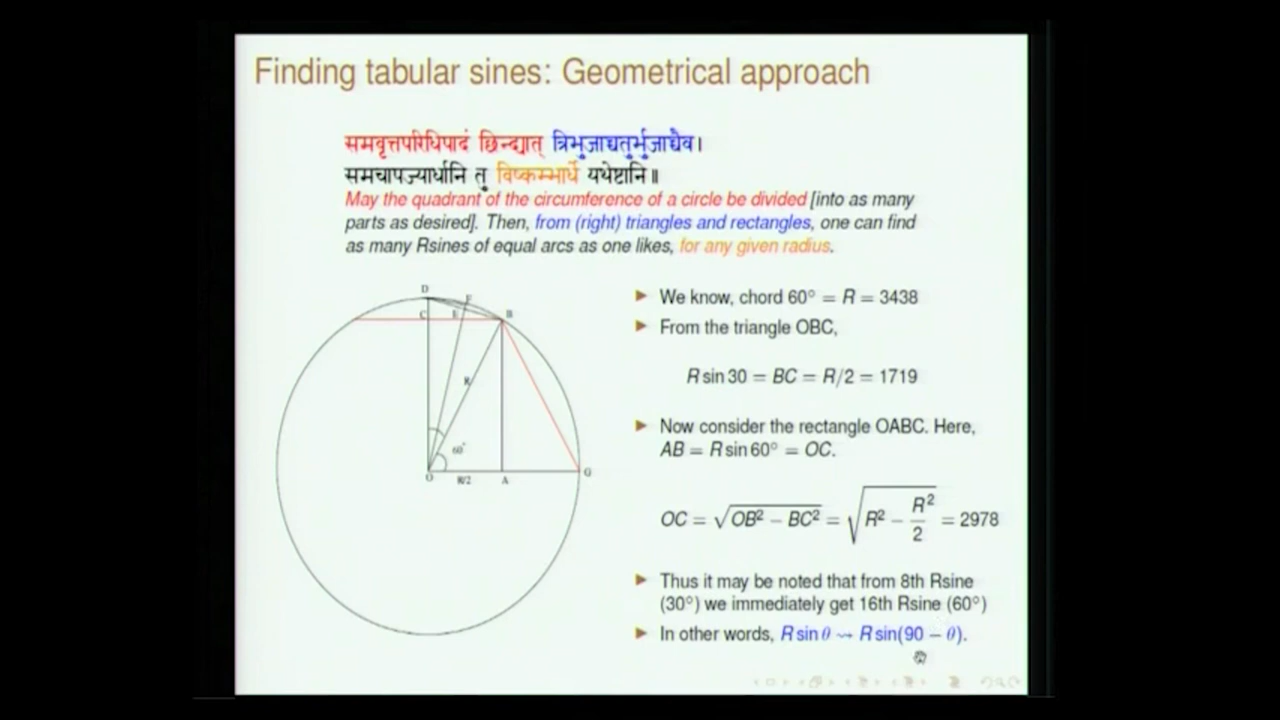 Finding tabular sines: Geometrical approach
समवृत्तपरिधिपादं छिन्द्यात् त्रिभुजाच्चतुर्भुजाच्चैव।
समचापज्यार्धानि तु विष्कम्भार्धे यथेष्टानि॥
May the quadrant of the circumference of a circle be divided [into as many
parts as desired]. Then, from (right) triangles and rectangles, one can find
as many Rsines of equal arcs as one likes, for any given radius.
D
F
C
E
B
R
60°
O
R/2
A
G
► We know, chord 60° = R = 3438
► From the triangle OBC,
R sin 30 = BC = R/2 = 1719
► Now consider the rectangle OABC. Here,
AB = R sin 60° = OC.
OC = √OB² − BC² = √R² − R²/2 = 2978
► Thus it may be noted that from 8th Rsine
(30°) we immediately get 16th Rsine (60°)
► In other words, R sin θ ⇝ R sin(90 − θ).